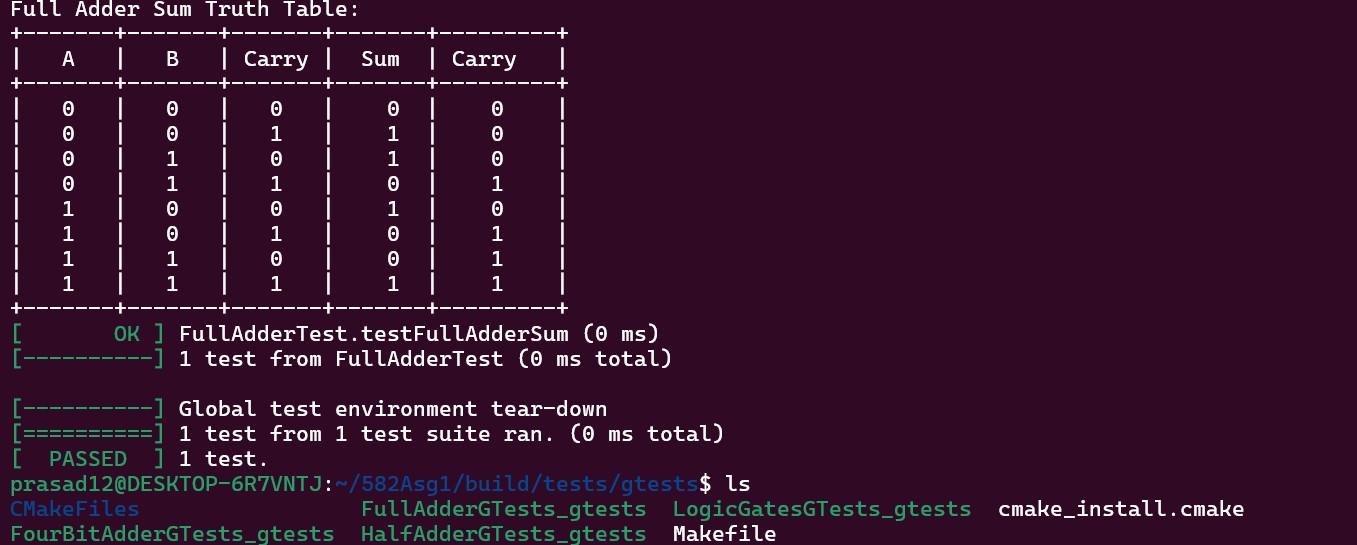 Full Adder Sum Truth Table:
+-------+-------+-------+-------+---------+
|   A   |   B   | Carry |  Sum  | Carry   |
+-------+-------+-------+-------+---------+
|   0   |   0   |   0   |    0  |    0    |
|   0   |   0   |   1   |    1  |    0    |
|   0   |   1   |   0   |    1  |    0    |
|   0   |   1   |   1   |    0  |    1    |
|   1   |   0   |   0   |    1  |    0    |
|   1   |   0   |   1   |    0  |    1    |
|   1   |   1   |   0   |    0  |    1    |
|   1   |   1   |   1   |    1  |    1    |
+-------+-------+-------+-------+---------+
[       OK ] FullAdderTest.testFullAdderSum (0 ms)
[----------] 1 test from FullAdderTest (0 ms total)

[----------] Global test environment tear-down
[==========] 1 test from 1 test suite ran. (0 ms total)
[  PASSED  ] 1 test.
prasad12@DESKTOP-6R7VNTJ:~/582Asg1/build/tests/gtests$ ls
CMakeFiles                 FullAdderGTests_gtests  LogicGatesGTests_gtests  cmake_install.cmake
FourBitAdderGTests_gtests  HalfAdderGTests_gtests  Makefile